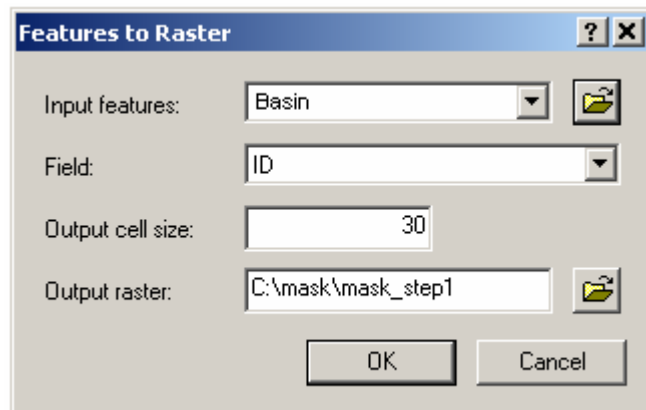 Features to Raster ? X
Input features: Basin
Field: ID
Output cell size: 30
Output raster: C:\mask\mask_step1
OK Cancel